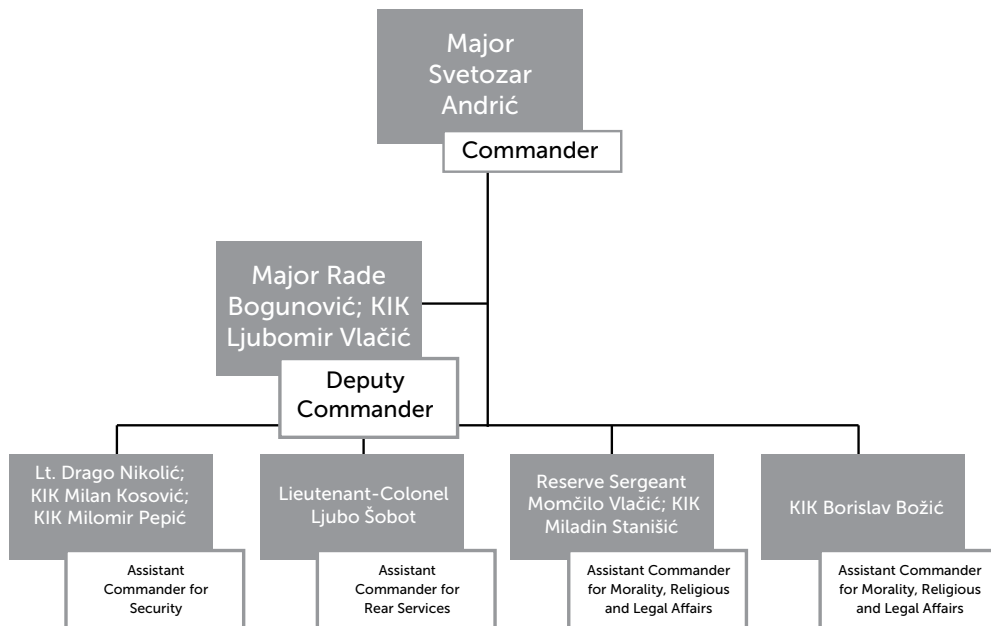 Major
Svetozar
Andrić
Commander
Major Rade
Bogunović; KIK
Ljubomir Vlačić
Deputy
Commander
Lt. Drago Nikolić;
KIK Milan Kosović;
KIK Milomir Pepić
Assistant
Commander for
Security
Lieutenant-Colonel
Ljubo Šobot
Assistant
Commander for
Rear Services
Reserve Sergeant
Momčilo Vlačić; KIK
Miladin Stanišić
Assistant Commander
for Morality, Religious
and Legal Affairs
KIK Borislav Božić
Assistant Commander
for Morality, Religious
and Legal Affairs